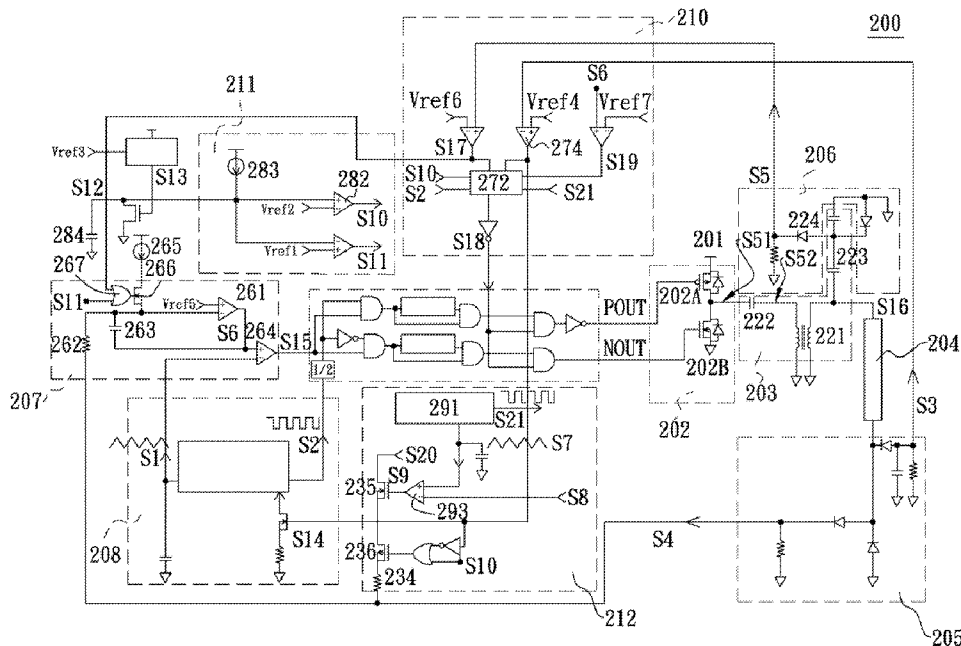 210
200
S6
211
Vref6
Vref4
Vref7
Vref3
283
S17
274
S19
S5
206
S13
S12
282
S10
S10
S2
272
S21
224
Vref2
S10
201
S51
223
284
265
Vref1
S11
S18
S52
267
266
202A
S16
S11
Vref5
261
POUT
222
221
263
S6
264
S15
262
NOUT
204
1/2
202B
203
207
291
S21
202
S3
S1
S2
S20
S7
235
S9
S8
293
S14
236
S4
208
S10
234
212
205